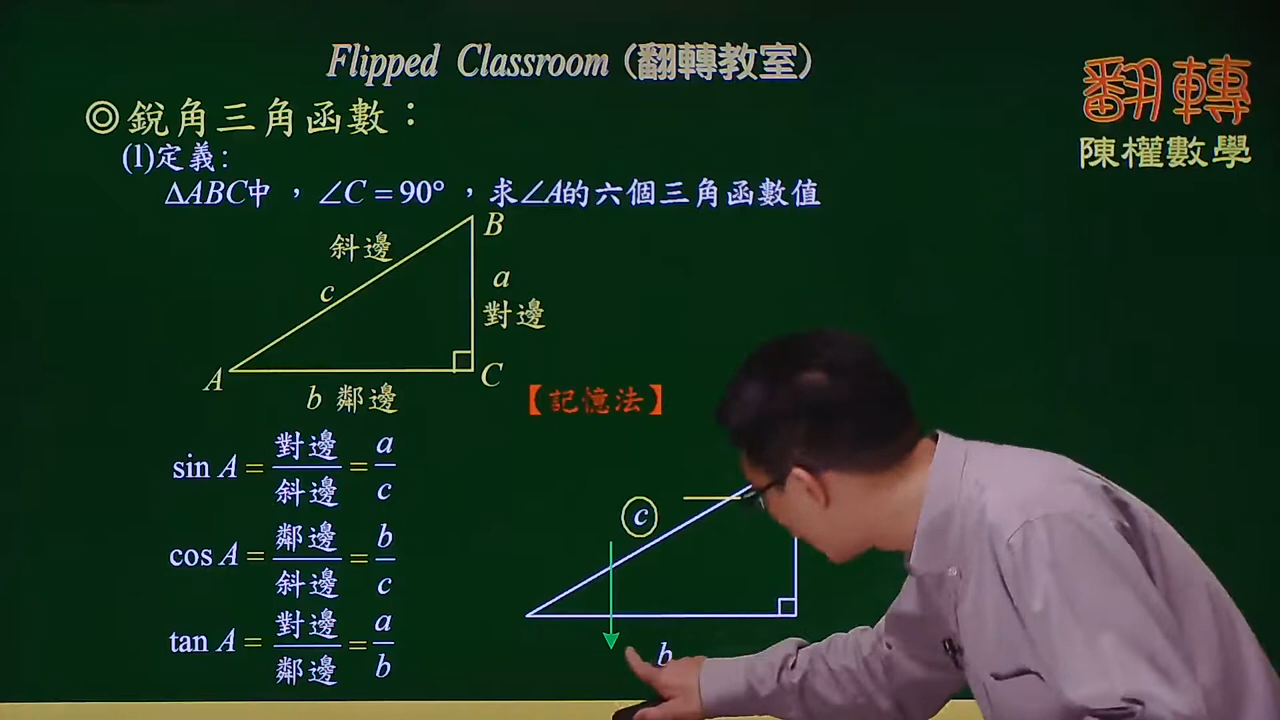 Flipped Classroom (翻轉教室)
翻轉
陳權數學
◎銳角三角函數：
(1)定義:
ΔABC中，∠C = 90°，求∠A的六個三角函數值
B
斜邊
c
a
對邊
A
C
b 鄰邊
【記憶法】
sin A = 對邊/斜邊 = a/c
cos A = 鄰邊/斜邊 = b/c
tan A = 對邊/鄰邊 = a/b
c
b